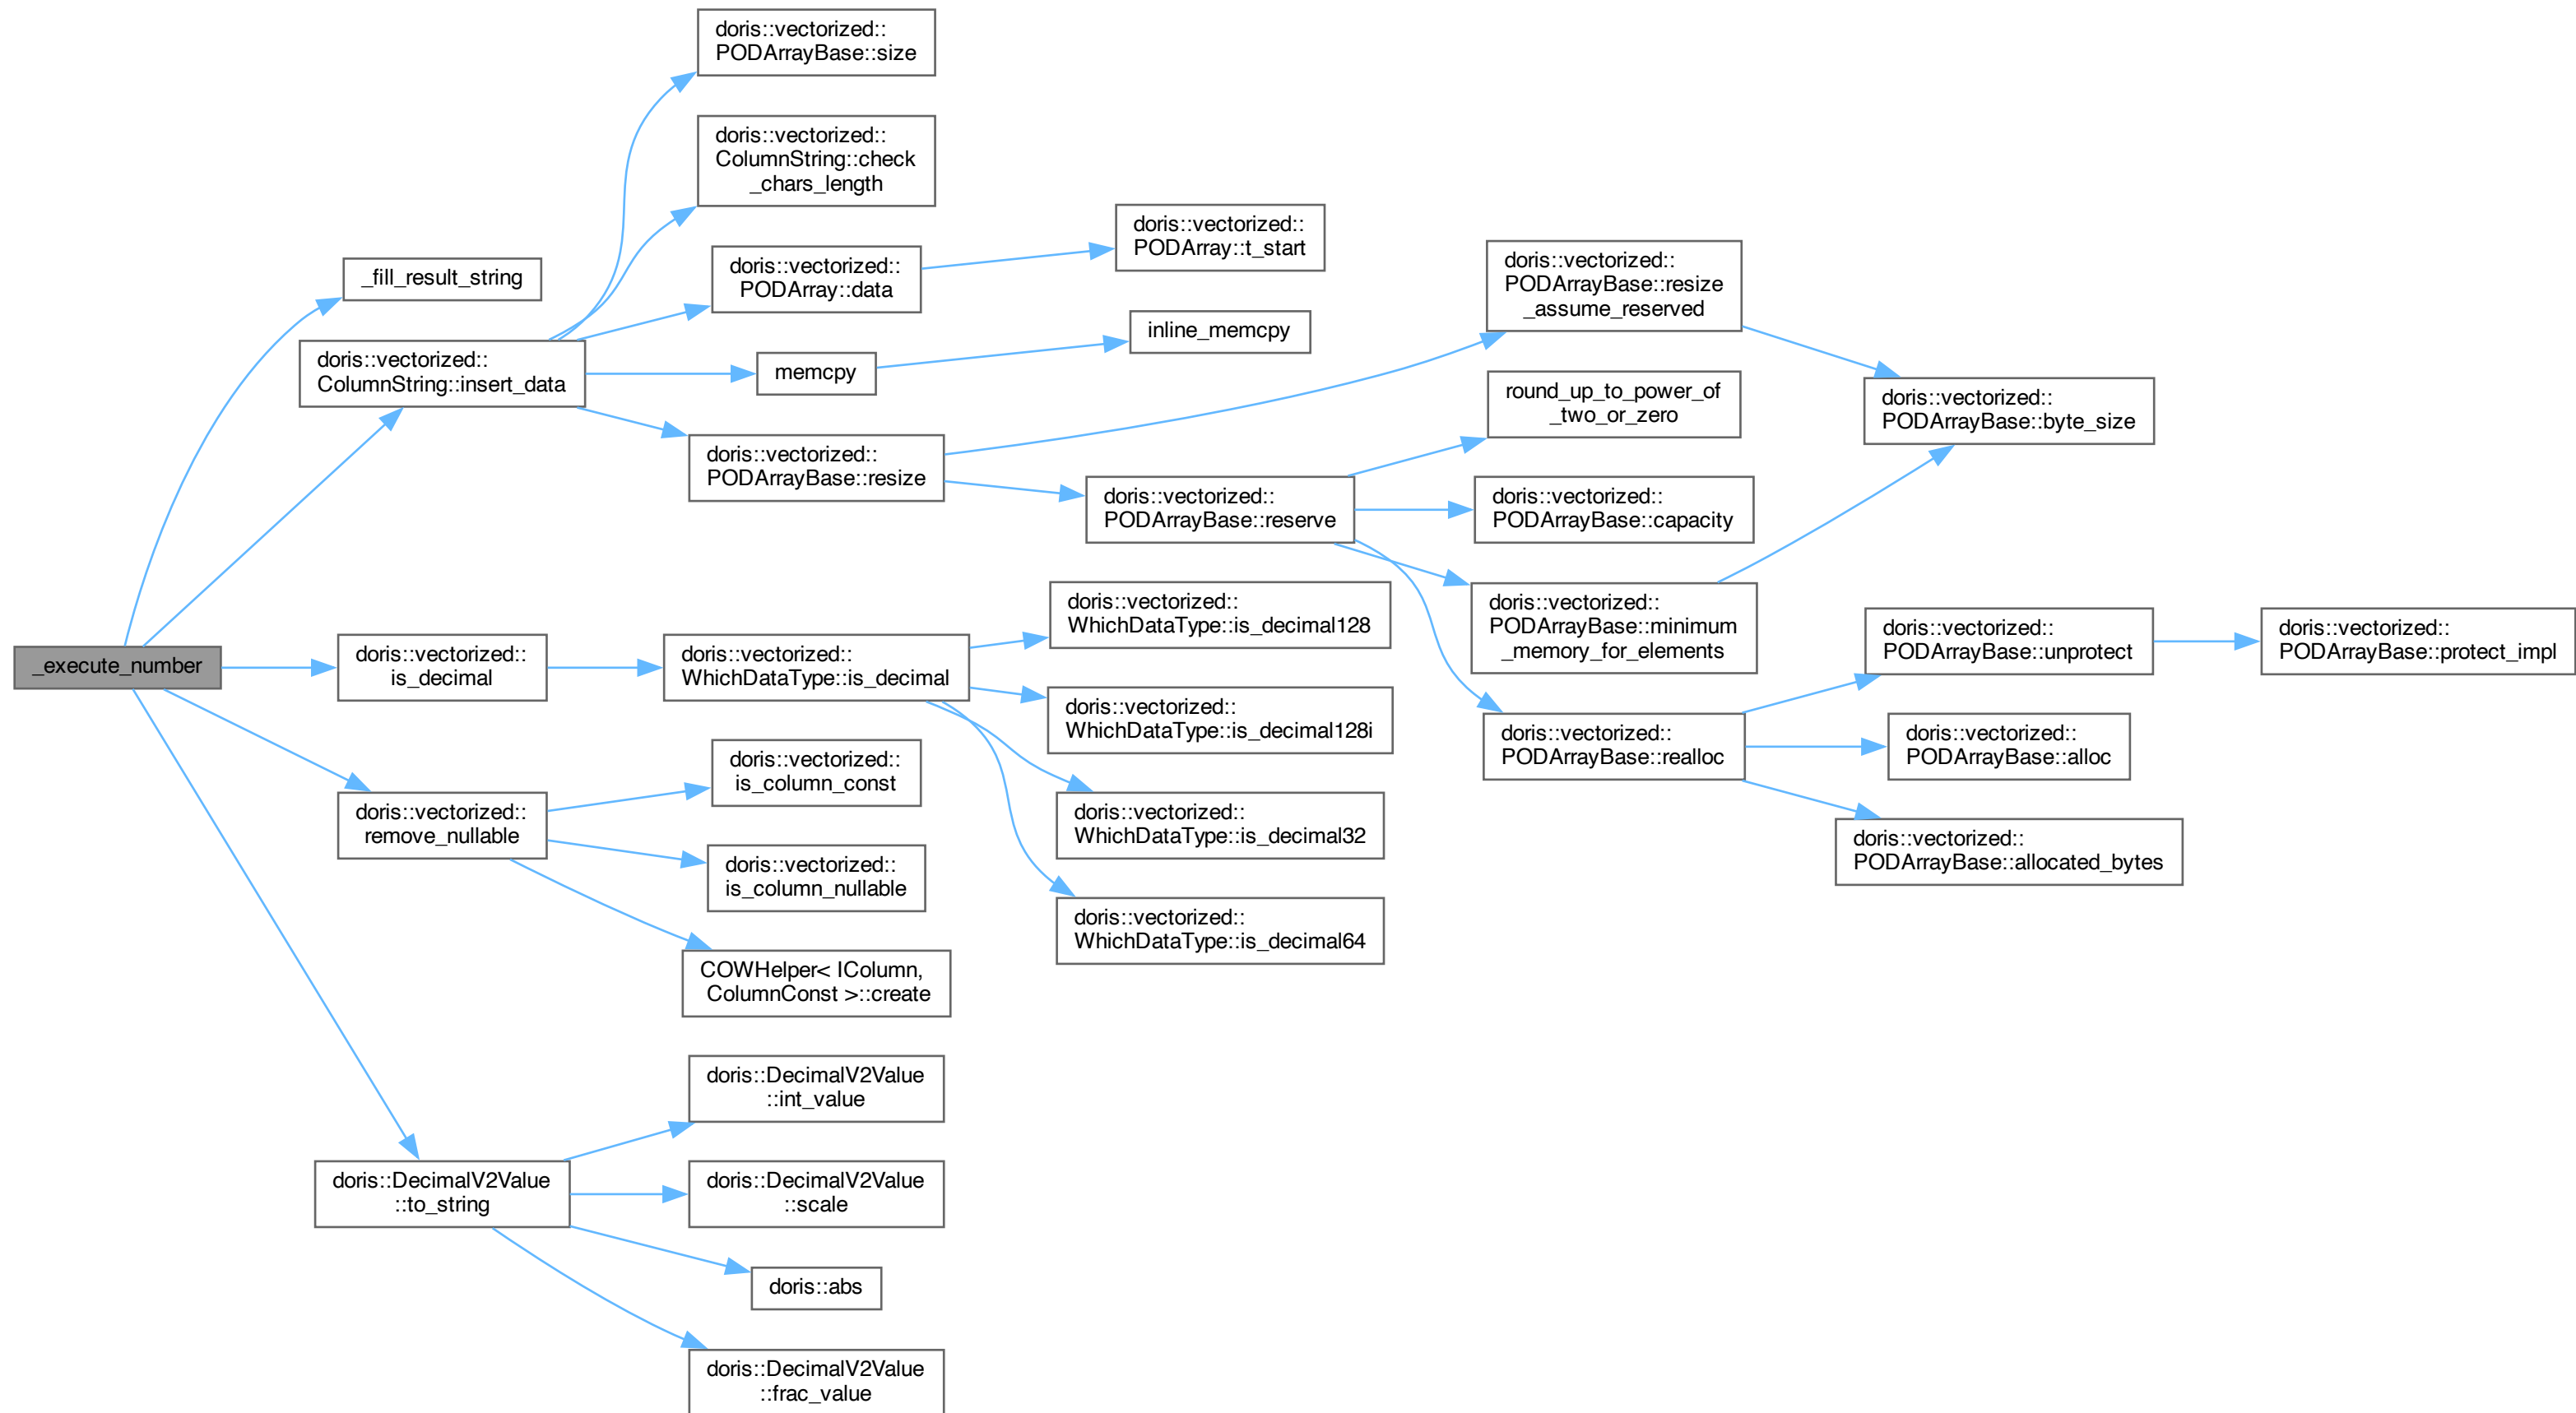 doris::vectorized::
PODArrayBase::size
doris::vectorized::
ColumnString::check
_chars_length
doris::vectorized::
PODArray::t_start
doris::vectorized::
PODArray::data
_fill_result_string
doris::vectorized::
PODArrayBase::resize
_assume_reserved
inline_memcpy
doris::vectorized::
ColumnString::insert_data
memcpy
round_up_to_power_of
_two_or_zero
doris::vectorized::
PODArrayBase::byte_size
doris::vectorized::
PODArrayBase::resize
doris::vectorized::
PODArrayBase::reserve
doris::vectorized::
PODArrayBase::capacity
doris::vectorized::
WhichDataType::is_decimal128
doris::vectorized::
PODArrayBase::minimum
_memory_for_elements
doris::vectorized::
PODArrayBase::unprotect
doris::vectorized::
PODArrayBase::protect_impl
_execute_number
doris::vectorized::
is_decimal
doris::vectorized::
WhichDataType::is_decimal
doris::vectorized::
WhichDataType::is_decimal128i
doris::vectorized::
PODArrayBase::realloc
doris::vectorized::
PODArrayBase::alloc
doris::vectorized::
is_column_const
doris::vectorized::
remove_nullable
doris::vectorized::
WhichDataType::is_decimal32
doris::vectorized::
PODArrayBase::allocated_bytes
doris::vectorized::
is_column_nullable
doris::vectorized::
WhichDataType::is_decimal64
COWHelper< IColumn,
ColumnConst >::create
doris::DecimalV2Value
::int_value
doris::DecimalV2Value
::to_string
doris::DecimalV2Value
::scale
doris::abs
doris::DecimalV2Value
::frac_value